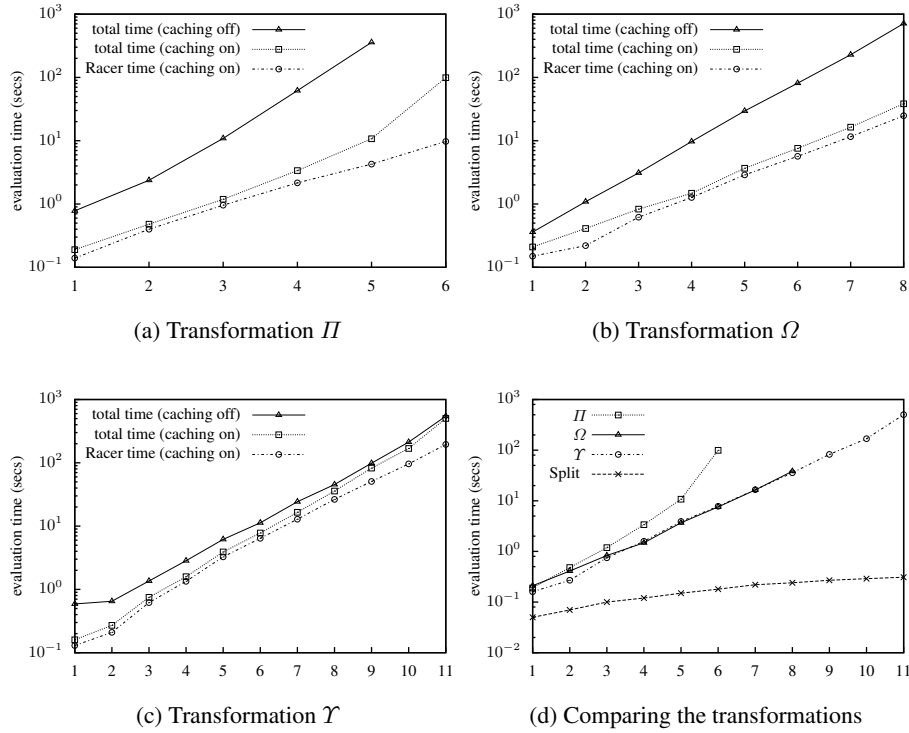 total time (caching off)
total time (caching on)
Racer time (caching on)
evaluation time (secs)
10^3
10^2
10^1
10^0
10^-1
1 2 3 4 5 6
(a) Transformation Π
total time (caching off)
total time (caching on)
Racer time (caching on)
evaluation time (secs)
10^3
10^2
10^1
10^0
10^-1
1 2 3 4 5 6 7 8
(b) Transformation Ω
total time (caching off)
total time (caching on)
Racer time (caching on)
evaluation time (secs)
10^3
10^2
10^1
10^0
10^-1
1 2 3 4 5 6 7 8 9 10 11
(c) Transformation ϒ
Π
Ω
ϒ
Split
evaluation time (secs)
10^3
10^2
10^1
10^0
10^-1
10^-2
1 2 3 4 5 6 7 8 9 10 11
(d) Comparing the transformations